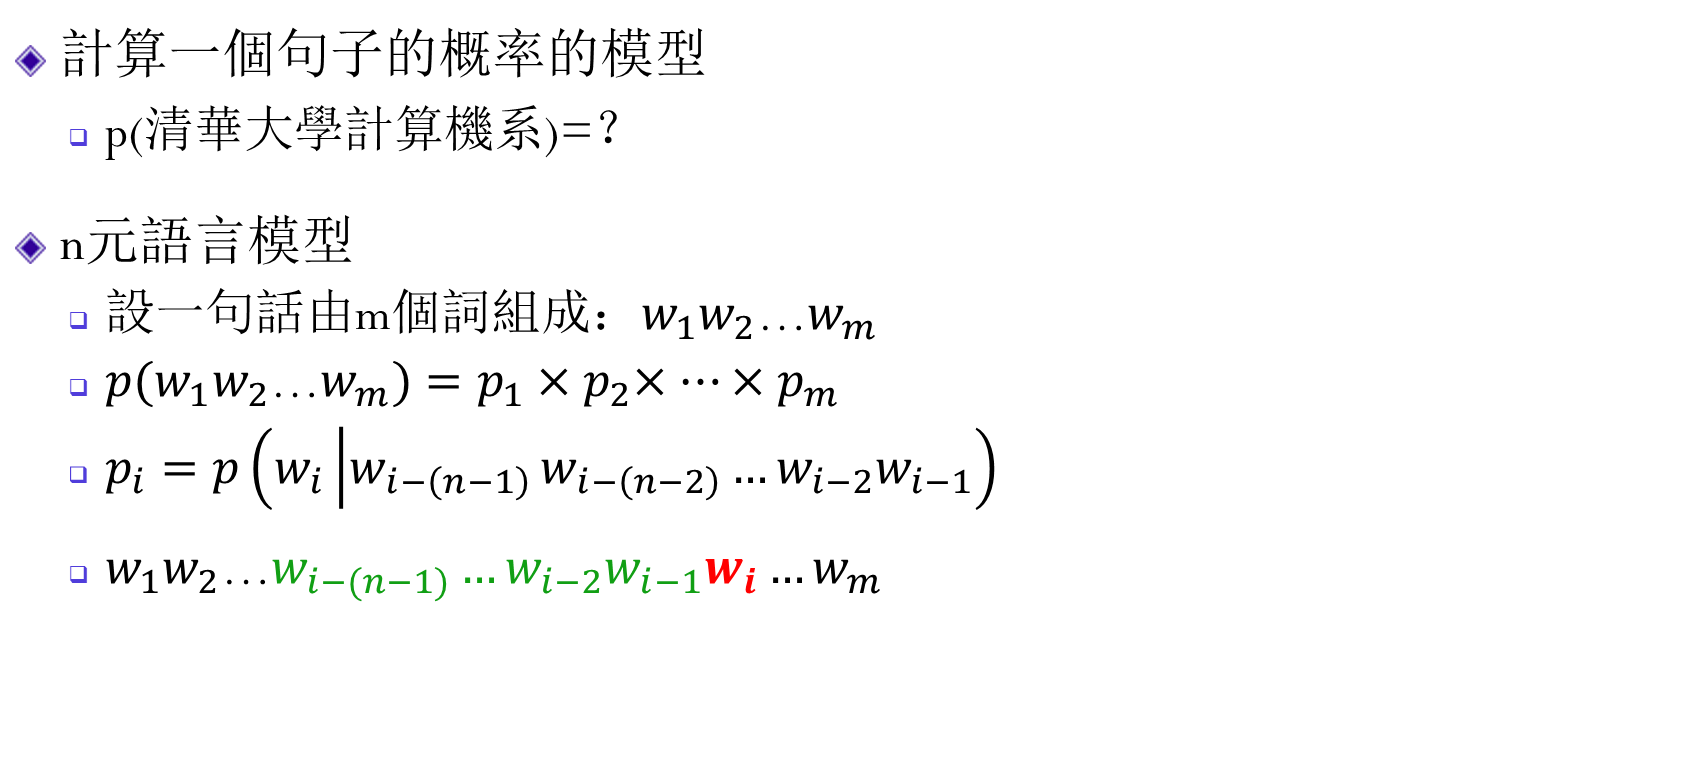 計算一個句子的概率的模型
p(清華大學計算機系)=?
n元語言模型
設一句話由m個詞組成：w₁w₂…wₘ
p(w₁w₂…wₘ) = p₁ × p₂× ⋯ × pₘ
pᵢ = p(wᵢ|wᵢ₋₍ₙ₋₁₎ wᵢ₋₍ₙ₋₂₎ … wᵢ₋₂wᵢ₋₁)
w₁w₂…wᵢ₋₍ₙ₋₁₎ … wᵢ₋₂wᵢ₋₁wᵢ … wₘ